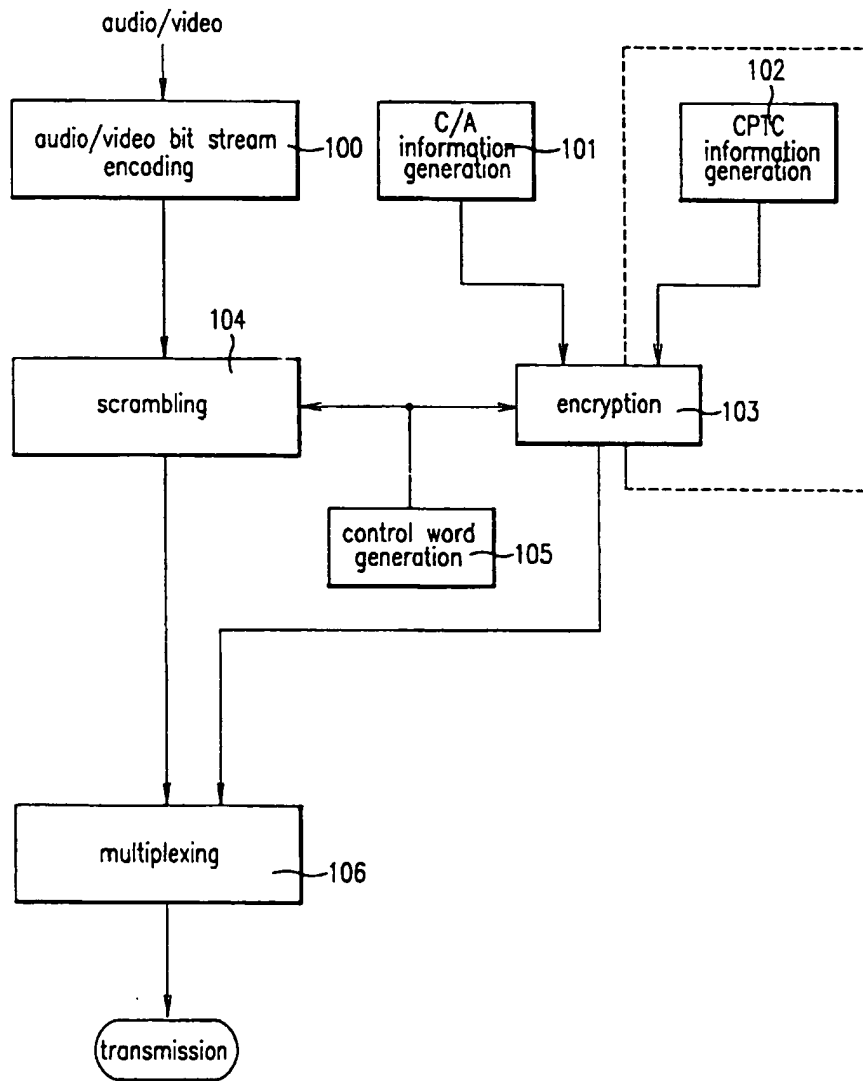 audio/video
audio/video bit stream
encoding
100
C/A
information
generation
101
102
CPTC
information
generation
104
scrambling
encryption
103
control word
generation
105
multiplexing
106
transmission